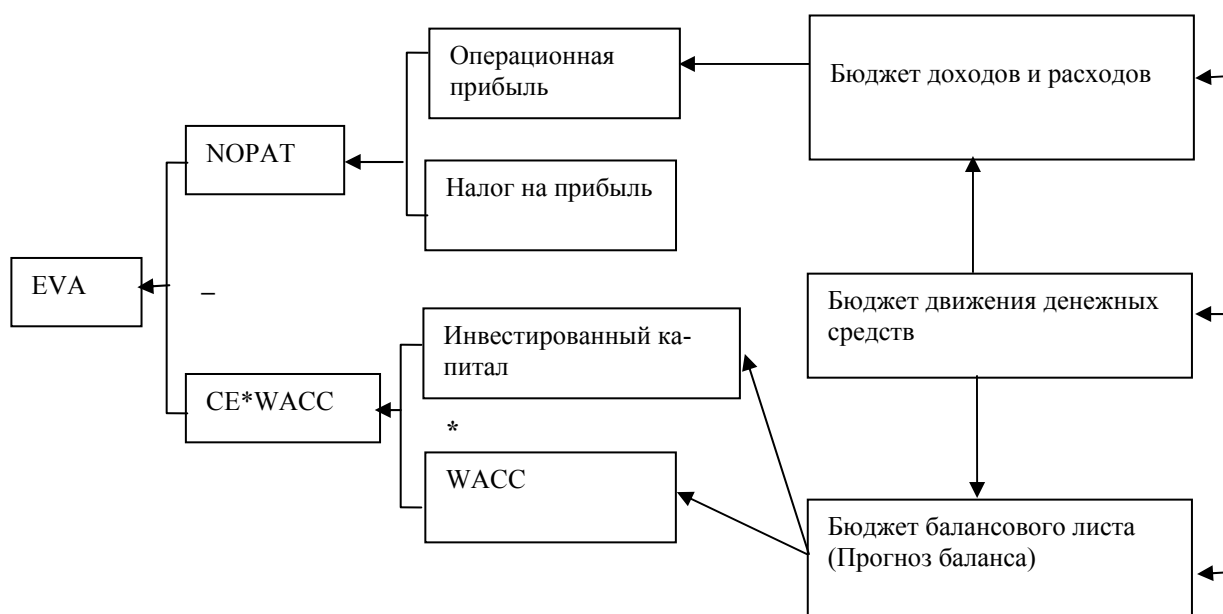 Операционная
прибыль
Бюджет доходов и расходов
NOPAT
Налог на прибыль
EVA
–
Бюджет движения денежных
средств
Инвестированный ка-
питал
CE*WACC
*
WACC
Бюджет балансового листа
(Прогноз баланса)